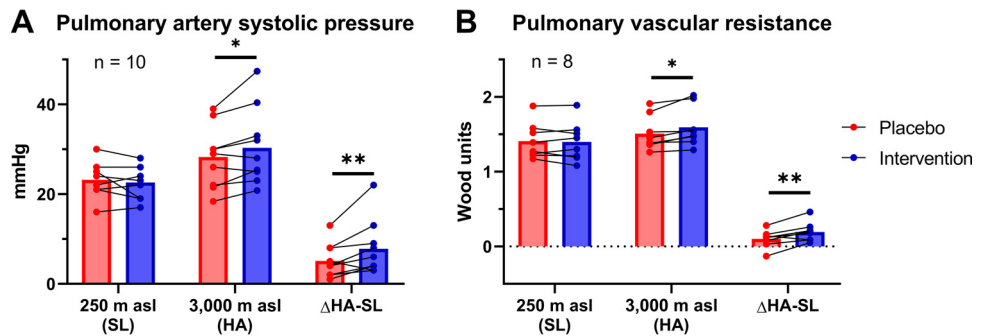 A Pulmonary artery systolic pressure
n = 10
*
**
mmHg
40
20
0
250 m asl
(SL)
3,000 m asl
(HA)
ΔHA-SL
B Pulmonary vascular resistance
n = 8
*
**
Wood units
2
1
0
250 m asl
(SL)
3,000 m asl
(HA)
ΔHA-SL
Placebo
Intervention